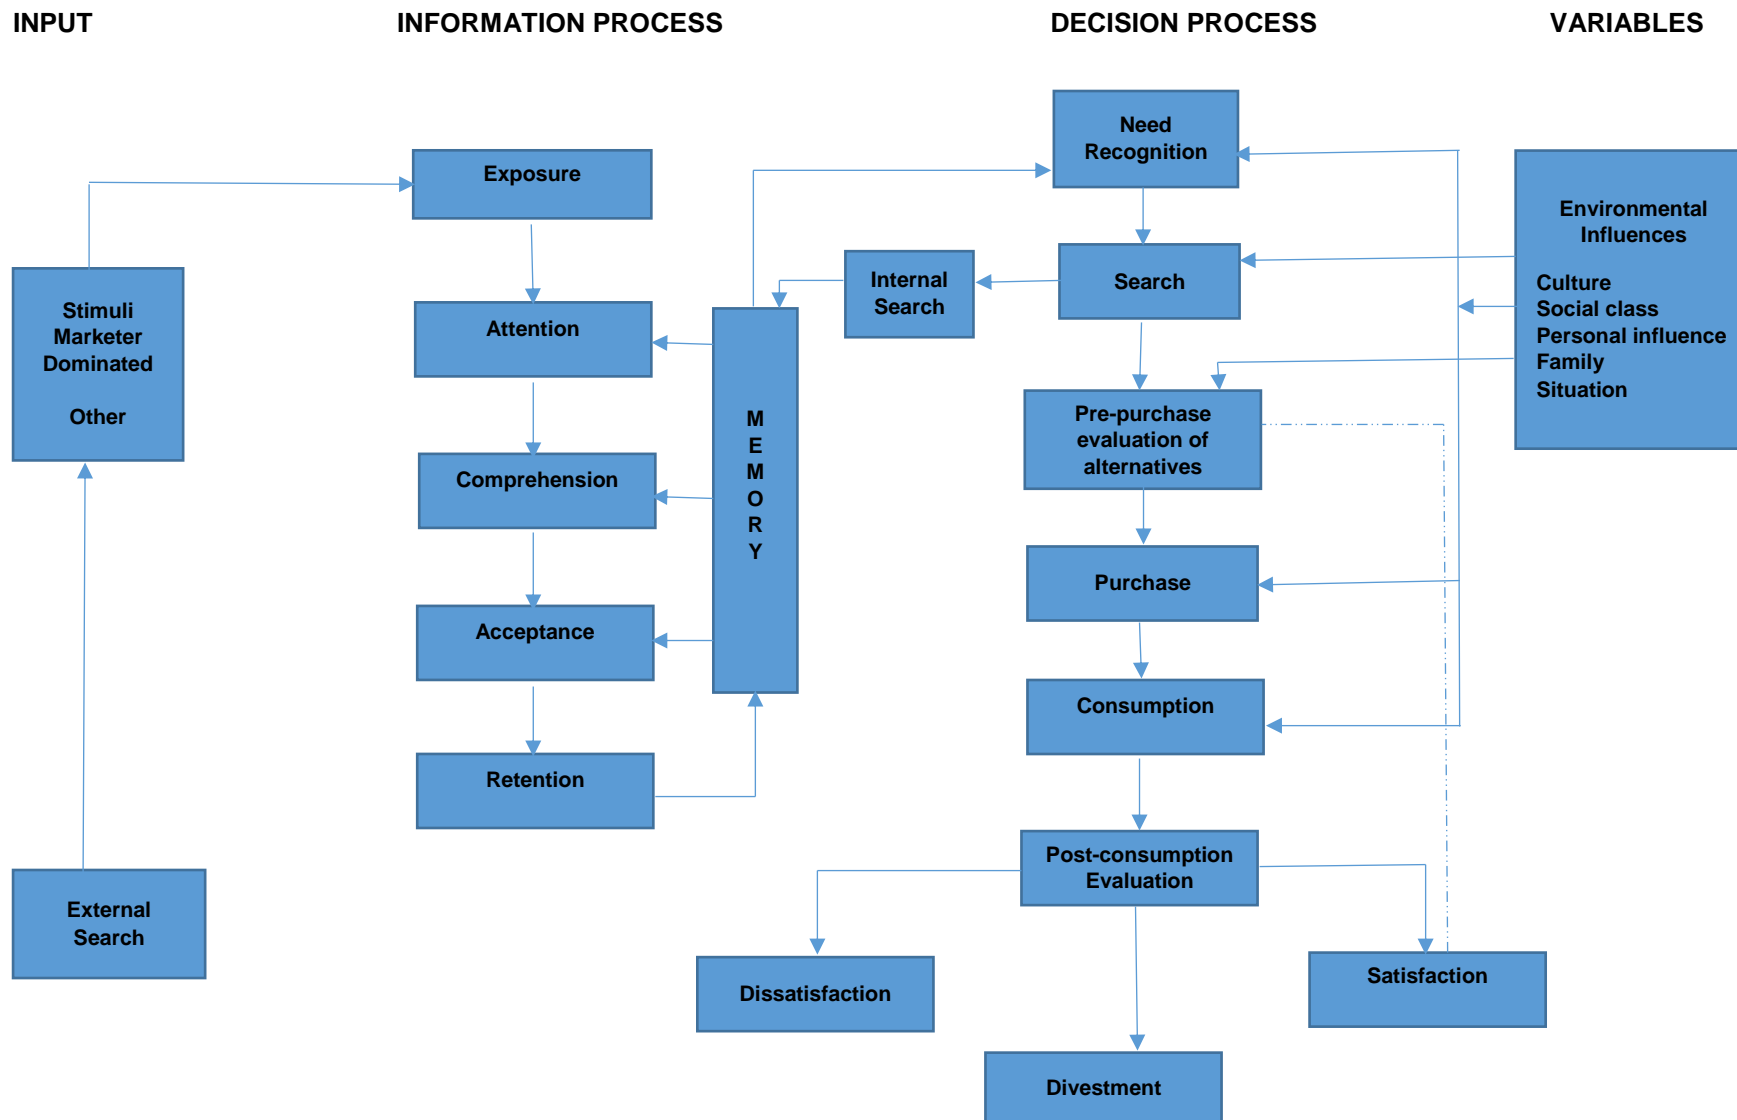 INPUT
INFORMATION PROCESS
DECISION PROCESS
VARIABLES
Stimuli
Marketer
Dominated
Other
External
Search
Exposure
Attention
Comprehension
Acceptance
Retention
M
E
M
O
R
Y
Internal
Search
Need
Recognition
Search
Pre-purchase
evaluation of
alternatives
Purchase
Consumption
Post-consumption
Evaluation
Dissatisfaction
Divestment
Satisfaction
Environmental
Influences
Culture
Social class
Personal influence
Family
Situation